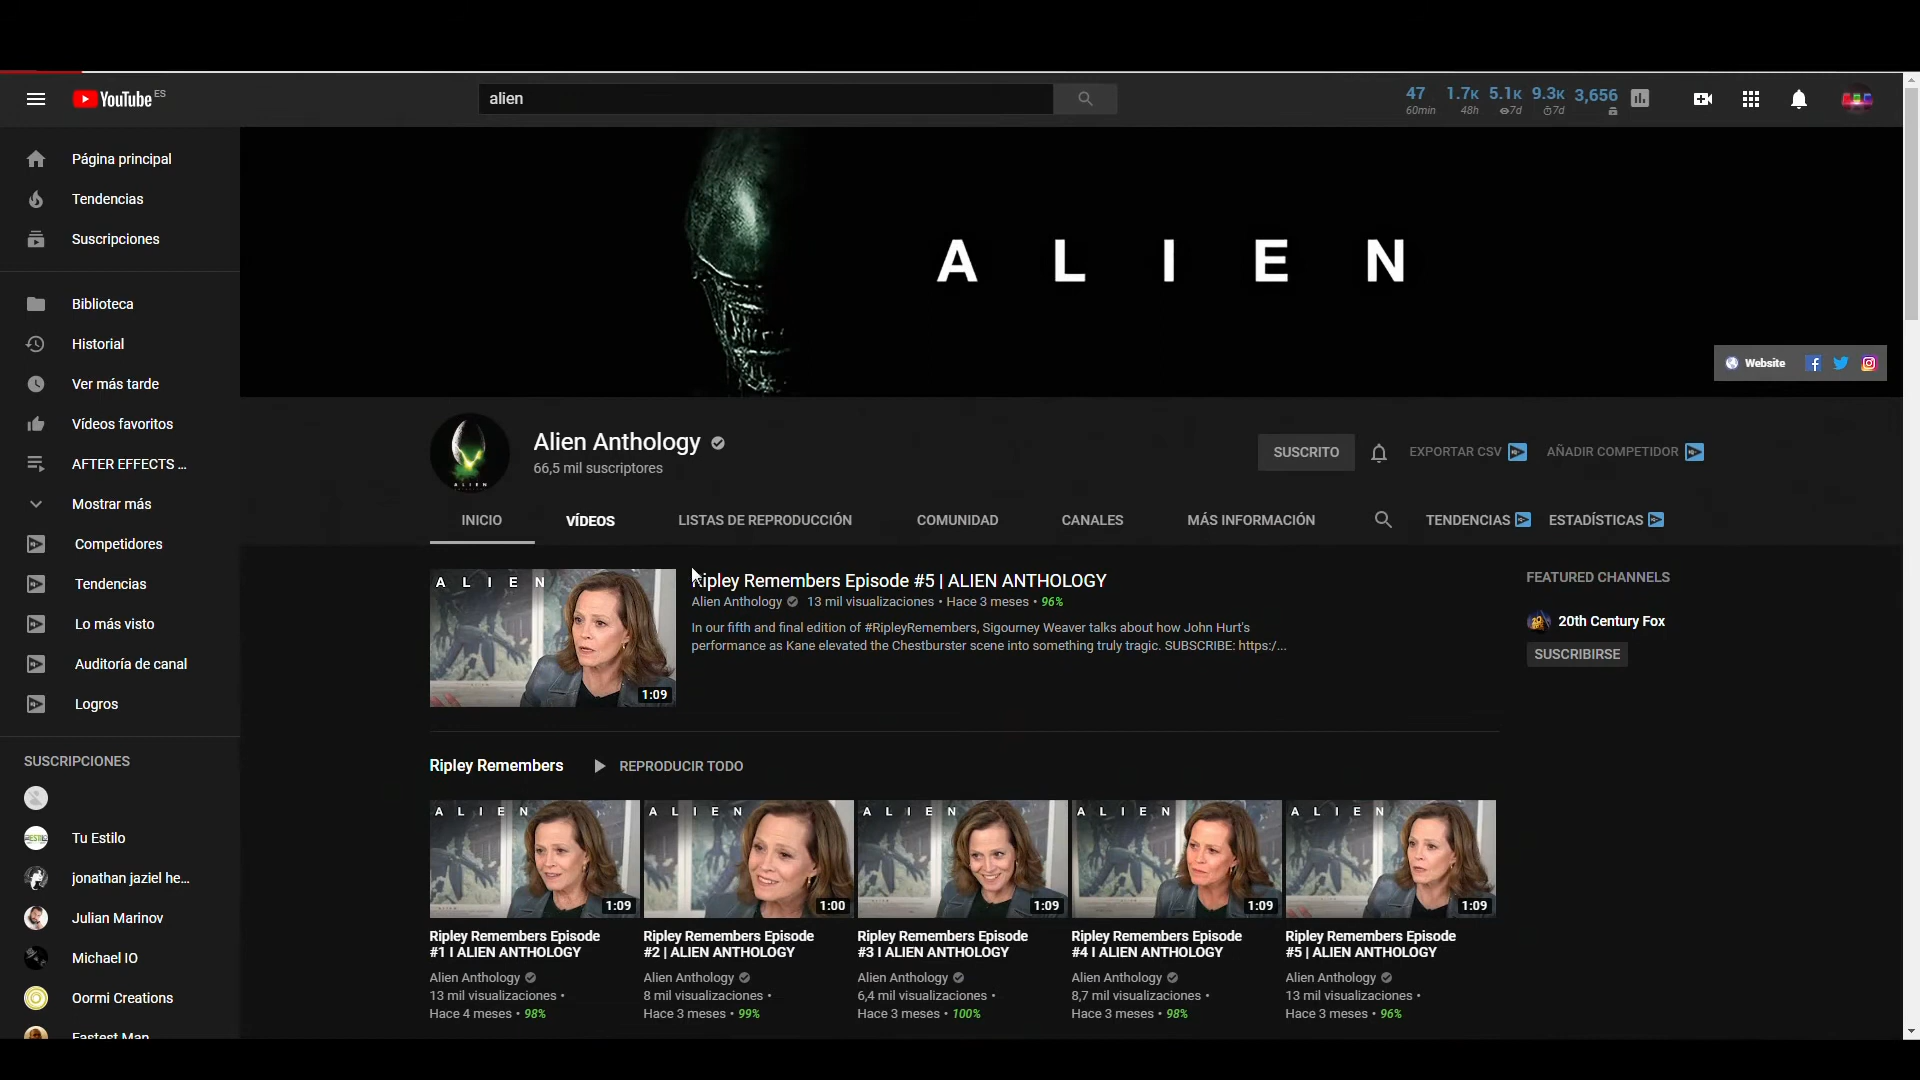 YouTube ES
alien
47 1.7K 5.1K 9.3K 3,656
60min 48h 7d 7d
Página principal
Tendencias
Suscripciones
Biblioteca
Historial
Ver más tarde
Vídeos favoritos
AFTER EFFECTS ...
Mostrar más
Competidores
Tendencias
Lo más visto
Auditoría de canal
Logros
SUSCRIPCIONES
Tu Estilo
jonathan jaziel he...
Julian Marinov
Michael IO
Oormi Creations
Fastest Man
A L I E N
Website
Alien Anthology
66,5 mil suscriptores
SUSCRITO
EXPORTAR CSV
AÑADIR COMPETIDOR
INICIO
VÍDEOS
LISTAS DE REPRODUCCIÓN
COMUNIDAD
CANALES
MÁS INFORMACIÓN
TENDENCIAS
ESTADÍSTICAS
A L I E N
1:09
Ripley Remembers Episode #5 | ALIEN ANTHOLOGY
Alien Anthology 13 mil visualizaciones • Hace 3 meses • 96%
In our fifth and final edition of #RipleyRemembers, Sigourney Weaver talks about how John Hurt's
performance as Kane elevated the Chestburster scene into something truly tragic. SUBSCRIBE: https:/...
FEATURED CHANNELS
20th Century Fox
SUSCRIBIRSE
Ripley Remembers
REPRODUCIR TODO
A L I E N
1:09
Ripley Remembers Episode
#1 I ALIEN ANTHOLOGY
Alien Anthology
13 mil visualizaciones •
Hace 4 meses • 98%
A L I E N
1:00
Ripley Remembers Episode
#2 | ALIEN ANTHOLOGY
Alien Anthology
8 mil visualizaciones •
Hace 3 meses • 99%
A L I E N
1:09
Ripley Remembers Episode
#3 I ALIEN ANTHOLOGY
Alien Anthology
6,4 mil visualizaciones •
Hace 3 meses • 100%
A L I E N
1:09
Ripley Remembers Episode
#4 I ALIEN ANTHOLOGY
Alien Anthology
8,7 mil visualizaciones •
Hace 3 meses • 98%
A L I E N
1:09
Ripley Remembers Episode
#5 | ALIEN ANTHOLOGY
Alien Anthology
13 mil visualizaciones •
Hace 3 meses • 96%